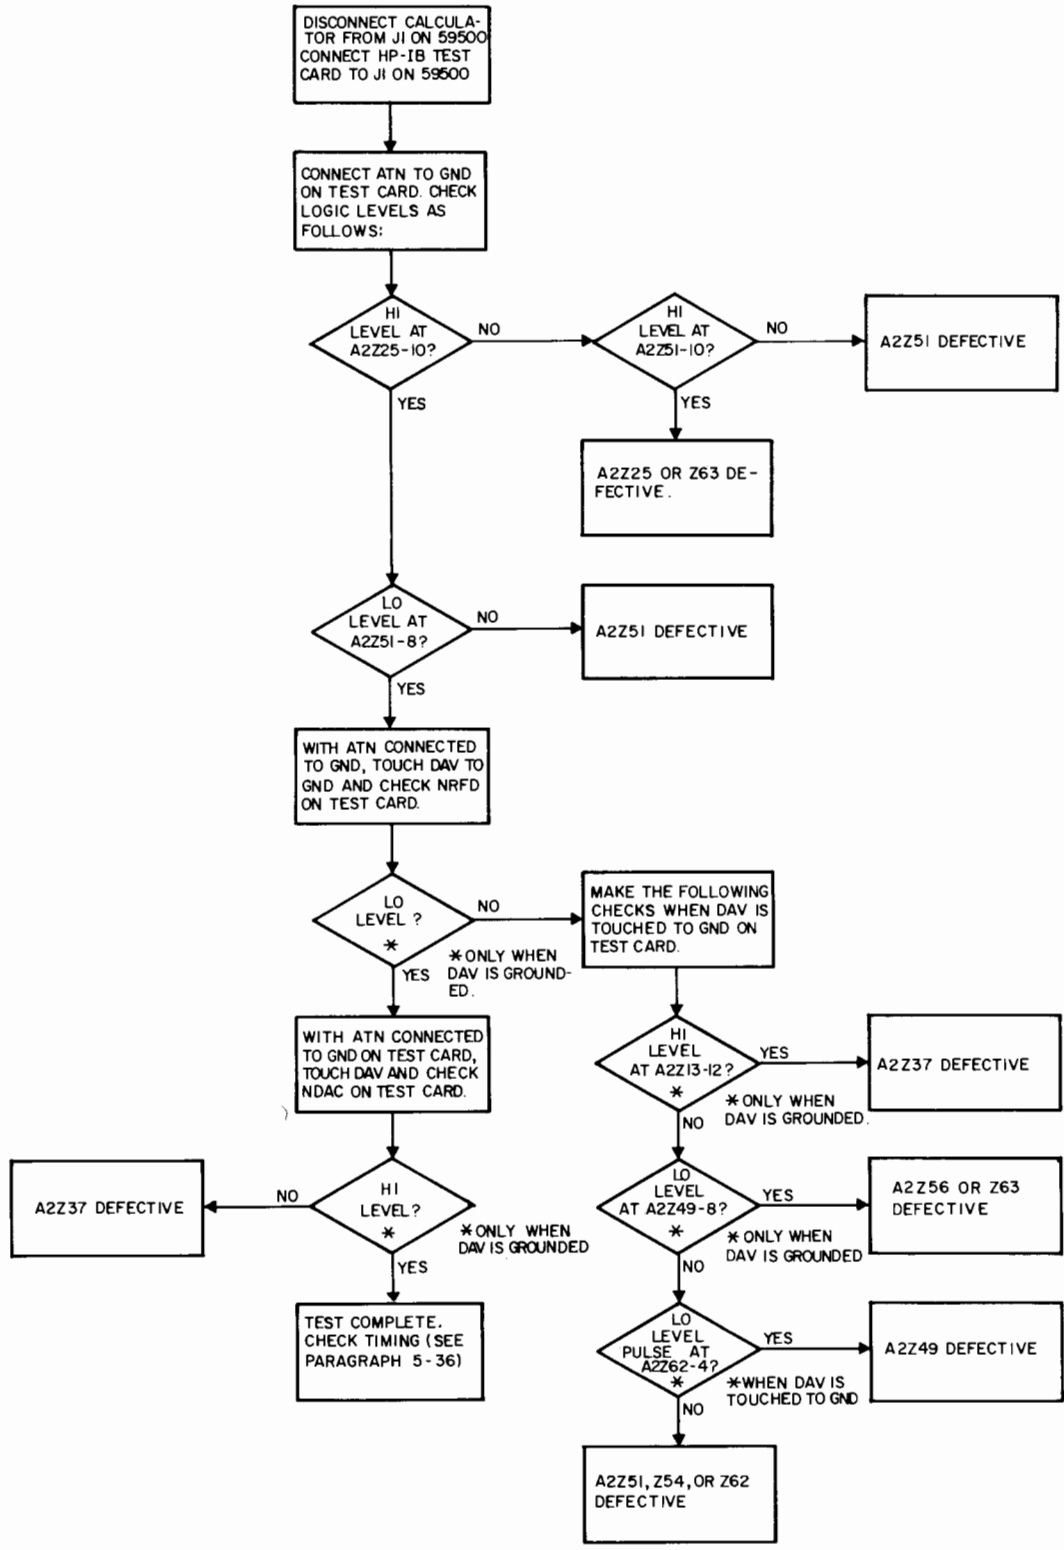 DISCONNECT CALCULA-
TOR FROM J1 ON 59500
CONNECT HP-IB TEST
CARD TO J1 ON 59500
CONNECT ATN TO GND
ON TEST CARD. CHECK
LOGIC LEVELS AS
FOLLOWS:
HI
LEVEL AT
A2Z25-10?
NO
YES
HI
LEVEL AT
A2Z51-10?
NO
YES
A2Z51 DEFECTIVE
A2Z25 OR Z63 DE-
FECTIVE.
LO
LEVEL AT
A2Z51-8?
NO
YES
A2Z51 DEFECTIVE
WITH ATN CONNECTED
TO GND, TOUCH DAV TO
GND AND CHECK NRFD
ON TEST CARD.
LO
LEVEL ?
*
NO
YES
* ONLY WHEN
DAV IS GROUND-
ED.
MAKE THE FOLLOWING
CHECKS WHEN DAV IS
TOUCHED TO GND ON
TEST CARD.
WITH ATN CONNECTED
TO GND ON TEST CARD,
TOUCH DAV AND CHECK
NDAC ON TEST CARD.
HI
LEVEL
AT A2Z13-12?
*
YES
NO
* ONLY WHEN
DAV IS GROUNDED.
A2Z37 DEFECTIVE
A2Z37 DEFECTIVE
NO
HI
LEVEL?
*
YES
* ONLY WHEN
DAV IS GROUNDED
LO
LEVEL
AT A2Z49-8?
*
YES
NO
* ONLY WHEN
DAV IS GROUNDED
A2Z56 OR Z63
DEFECTIVE
TEST COMPLETE.
CHECK TIMING (SEE
PARAGRAPH 5-36)
LO
LEVEL
PULSE AT
A2Z62-4?
*
YES
NO
* WHEN DAV IS
TOUCHED TO GND
A2Z49 DEFECTIVE
A2Z51, Z54, OR Z62
DEFECTIVE